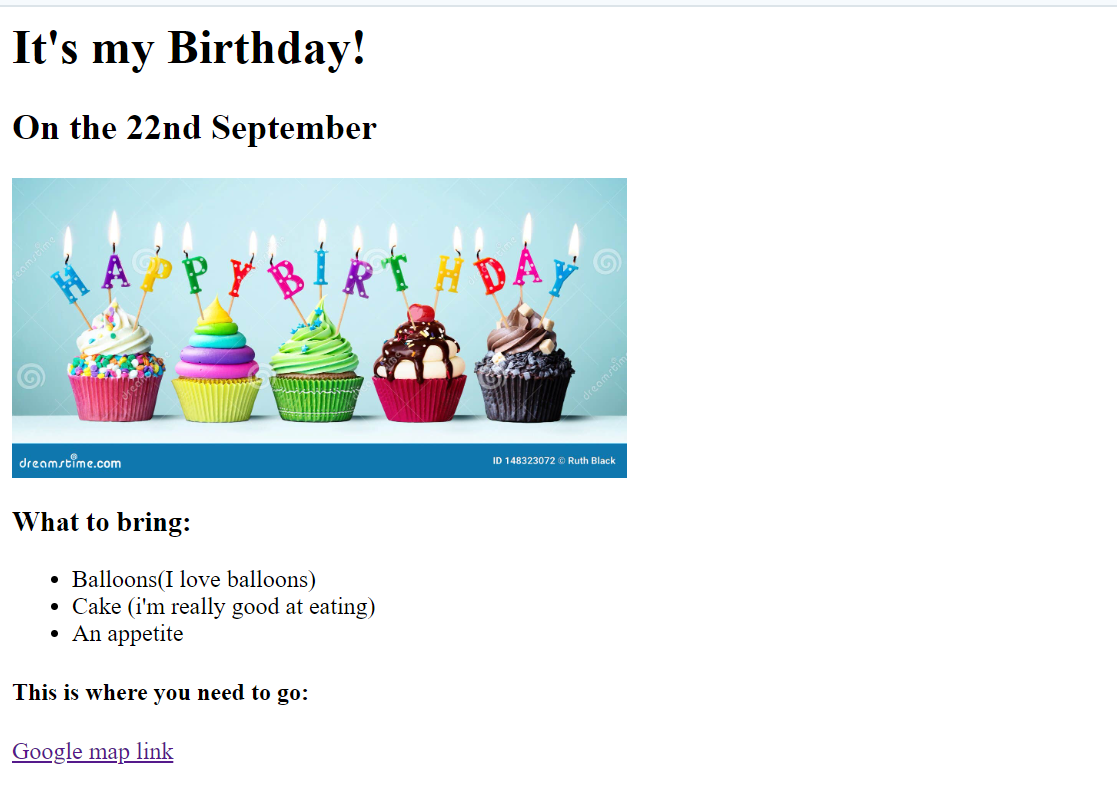 It's my Birthday!
On the 22nd September
HAPPY BIRTHDAY
dreamstime.com
ID 148323072 © Ruth Black
What to bring:
Balloons(I love balloons)
Cake (i'm really good at eating)
An appetite
This is where you need to go:
Google map link